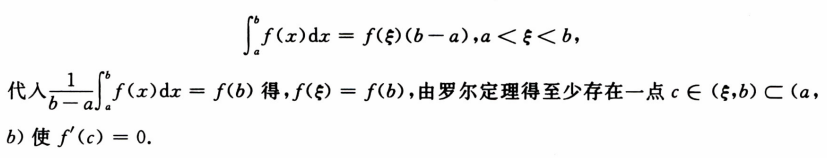 ∫_a^b f(x)dx = f(ξ)(b−a), a < ξ < b,
代入 1/(b−a) ∫_a^b f(x)dx = f(b) 得,f(ξ) = f(b),由罗尔定理得至少存在一点 c ∈ (ξ,b) ⊂ (a,
b) 使 f′(c) = 0.